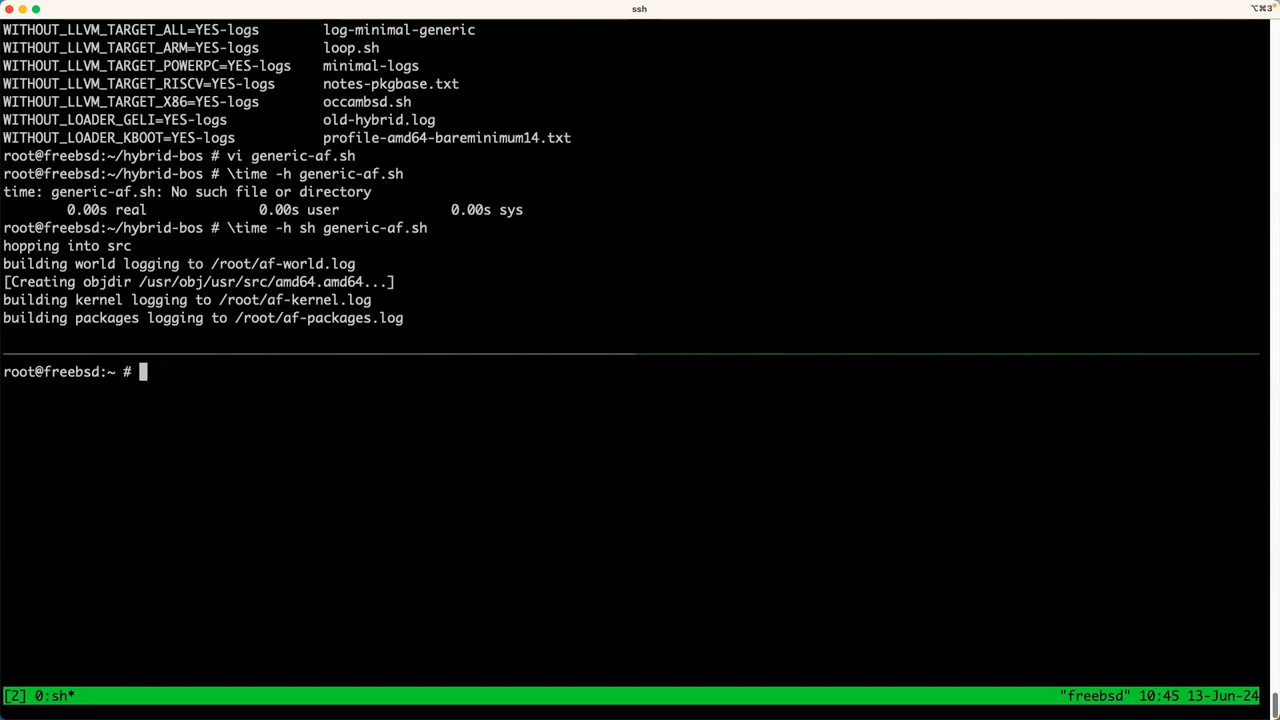 ssh
⌥⌘3
WITHOUT_LLVM_TARGET_ALL=YES-logs        log-minimal-generic
WITHOUT_LLVM_TARGET_ARM=YES-logs        loop.sh
WITHOUT_LLVM_TARGET_POWERPC=YES-logs    minimal-logs
WITHOUT_LLVM_TARGET_RISCV=YES-logs      notes-pkgbase.txt
WITHOUT_LLVM_TARGET_X86=YES-logs        occambsd.sh
WITHOUT_LOADER_GELI=YES-logs            old-hybrid.log
WITHOUT_LOADER_KBOOT=YES-logs           profile-amd64-bareminimum14.txt
root@freebsd:~/hybrid-bos # vi generic-af.sh
root@freebsd:~/hybrid-bos # \time -h generic-af.sh
time: generic-af.sh: No such file or directory
        0.00s real              0.00s user              0.00s sys
root@freebsd:~/hybrid-bos # \time -h sh generic-af.sh
hopping into src
building world logging to /root/af-world.log
[Creating objdir /usr/obj/usr/src/amd64.amd64...]
building kernel logging to /root/af-kernel.log
building packages logging to /root/af-packages.log
root@freebsd:~ #
[2] 0:sh*                    "freebsd" 10:45 13-Jun-24